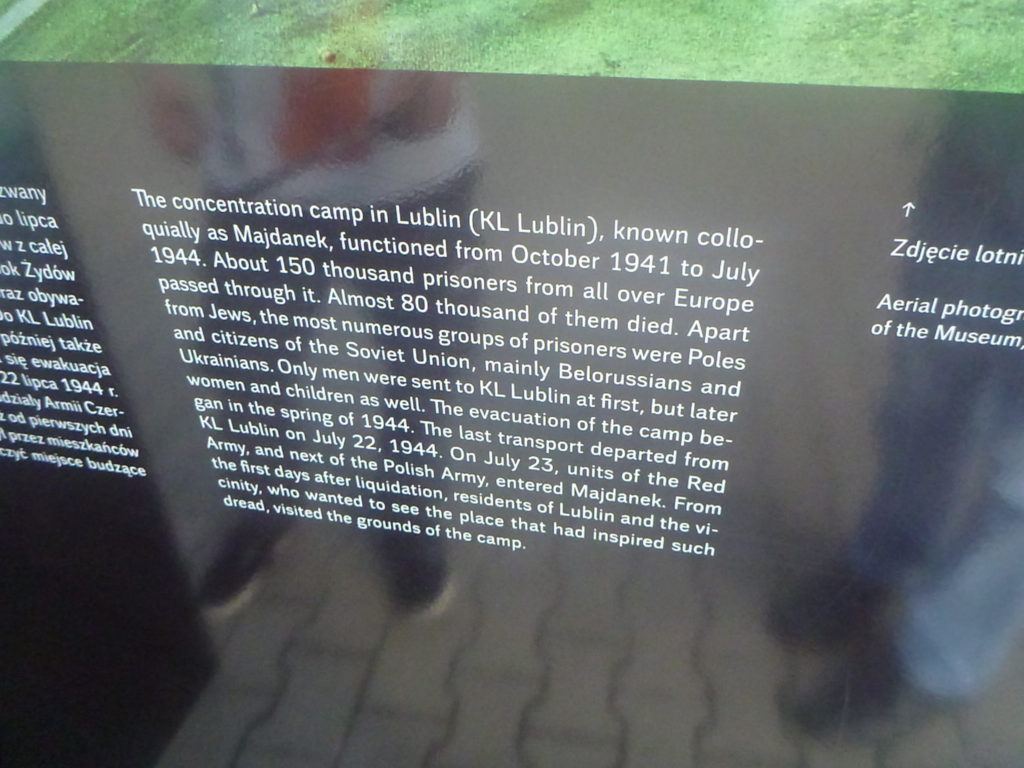 zwany
do lipca
w z calej
ok Żydów
raz obywa-
Do KL Lublin
później także
się ewakuacja
22 lipca 1944 r.
działy Armii Czer-
od pierwszych dni
przez mieszkańców
czyć miejsce budzące
The concentration camp in Lublin (KL Lublin), known collo-
quially as Majdanek, functioned from October 1941 to July
1944. About 150 thousand prisoners from all over Europe
passed through it. Almost 80 thousand of them died. Apart
from Jews, the most numerous groups of prisoners were Poles
and citizens of the Soviet Union, mainly Belorussians and
Ukrainians. Only men were sent to KL Lublin at first, but later
women and children as well. The evacuation of the camp be-
gan in the spring of 1944. The last transport departed from
KL Lublin on July 22, 1944. On July 23, units of the Red
Army, and next of the Polish Army, entered Majdanek. From
the first days after liquidation, residents of Lublin and the vi-
cinity, who wanted to see the place that had inspired such
dread, visited the grounds of the camp.
↑
Zdjęcie lotni
Aerial photogr
of the Museum,